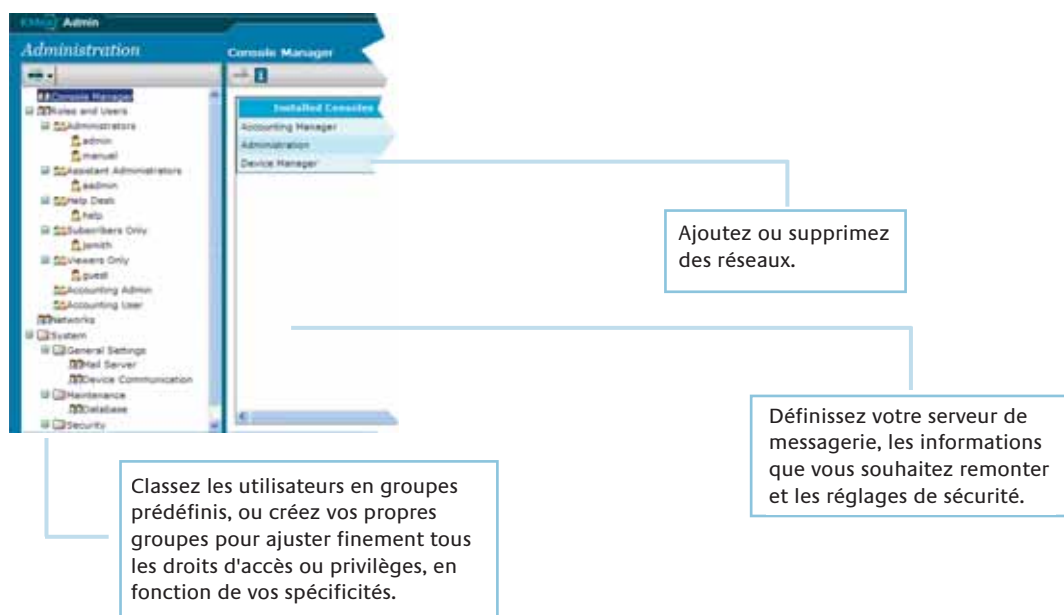 Admin
Administration
Console Manager
Console Manager
Roles and Users
Administrators
admin
manuel
Assistant Administrators
aadmin
Help Desk
help
Subscribers Only
jsmith
Viewers Only
guest
Accounting Admin
Accounting User
Networks
System
General Settings
Mail Server
Device Communication
Maintenance
Database
Security
Installed Consoles
Accounting Manager
Administration
Device Manager
Ajoutez ou supprimez
des réseaux.
Définissez votre serveur de
messagerie, les informations
que vous souhaitez remonter
et les réglages de sécurité.
Classez les utilisateurs en groupes
prédéfinis, ou créez vos propres
groupes pour ajuster finement tous
les droits d'accès ou privilèges, en
fonction de vos spécificités.